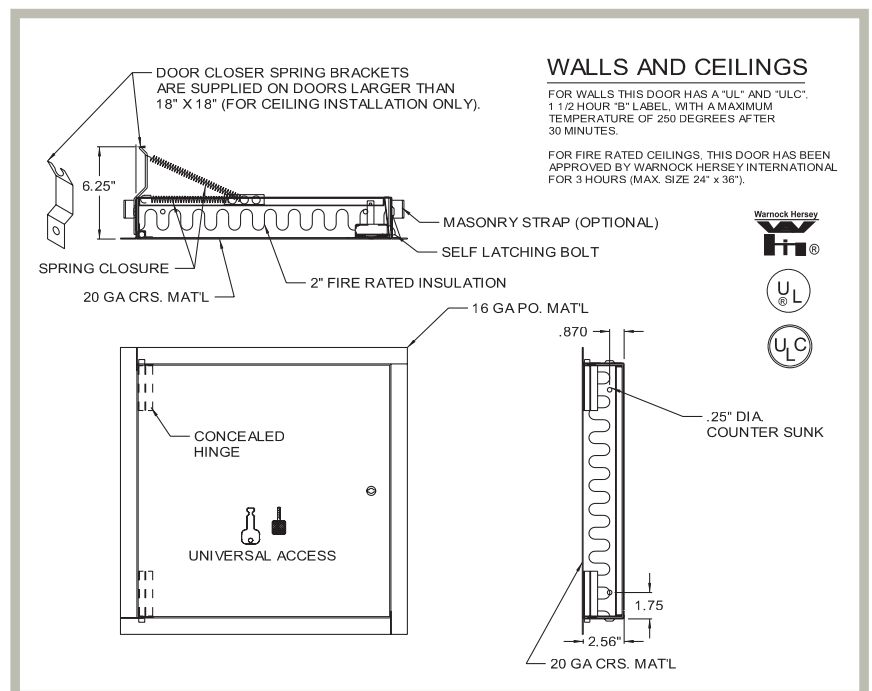 DOOR CLOSER SPRING BRACKETS
ARE SUPPLIED ON DOORS LARGER THAN
18" X 18" (FOR CEILING INSTALLATION ONLY).
WALLS AND CEILINGS
FOR WALLS THIS DOOR HAS A "UL" AND "ULC".
1 1/2 HOUR "B" LABEL, WITH A MAXIMUM
TEMPERATURE OF 250 DEGREES AFTER
30 MINUTES.
FOR FIRE RATED CEILINGS, THIS DOOR HAS BEEN
APPROVED BY WARNOCK HERSEY INTERNATIONAL
FOR 3 HOURS (MAX. SIZE 24" x 36").
6.25"
MASONRY STRAP (OPTIONAL)
SELF LATCHING BOLT
SPRING CLOSURE
2" FIRE RATED INSULATION
20 GA CRS. MAT'L
16 GA PO. MAT'L
Warnock Hersey
®
UL
®
ULC
.870
.25" DIA.
COUNTER SUNK
CONCEALED
HINGE
UNIVERSAL ACCESS
1.75
2.56"
20 GA CRS. MAT'L